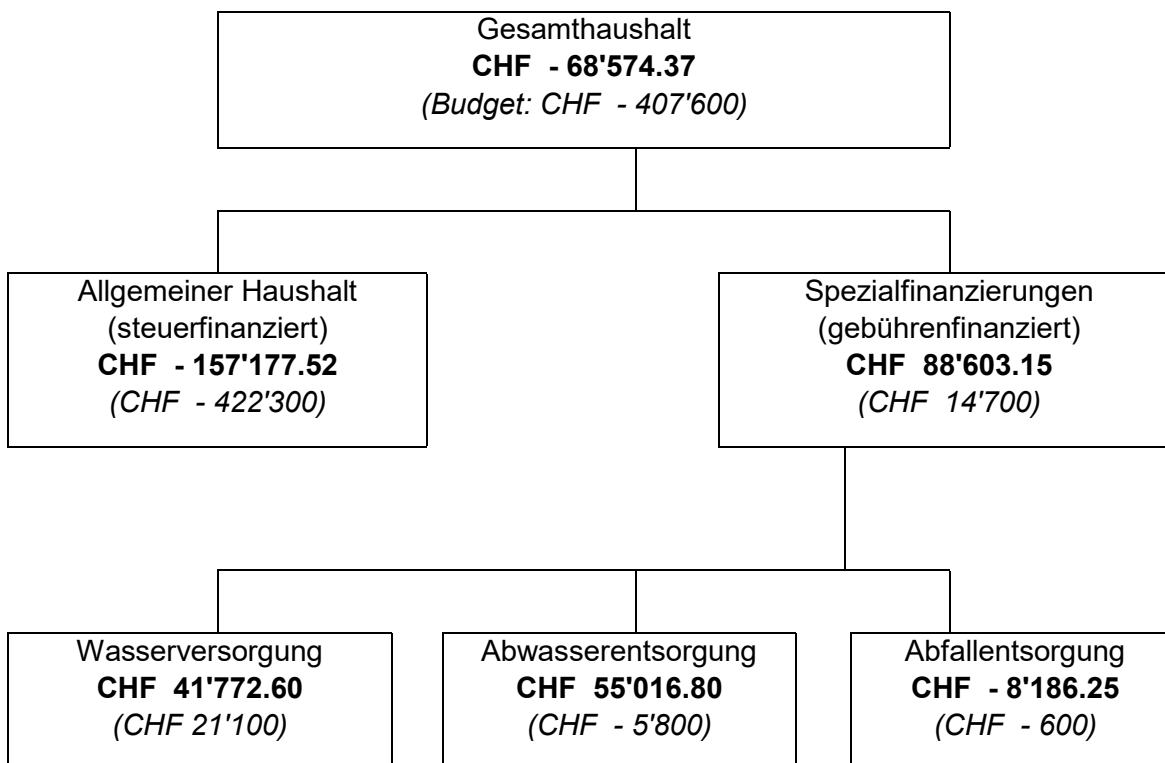 Gesamthaushalt
CHF - 68'574.37
(Budget: CHF - 407'600)
Allgemeiner Haushalt
(steuerfinanziert)
CHF - 157'177.52
(CHF - 422'300)
Spezialfinanzierungen
(gebührenfinanziert)
CHF 88'603.15
(CHF 14'700)
Wasserversorgung
CHF 41'772.60
(CHF 21'100)
Abwasserentsorgung
CHF 55'016.80
(CHF - 5'800)
Abfallentsorgung
CHF - 8'186.25
(CHF - 600)